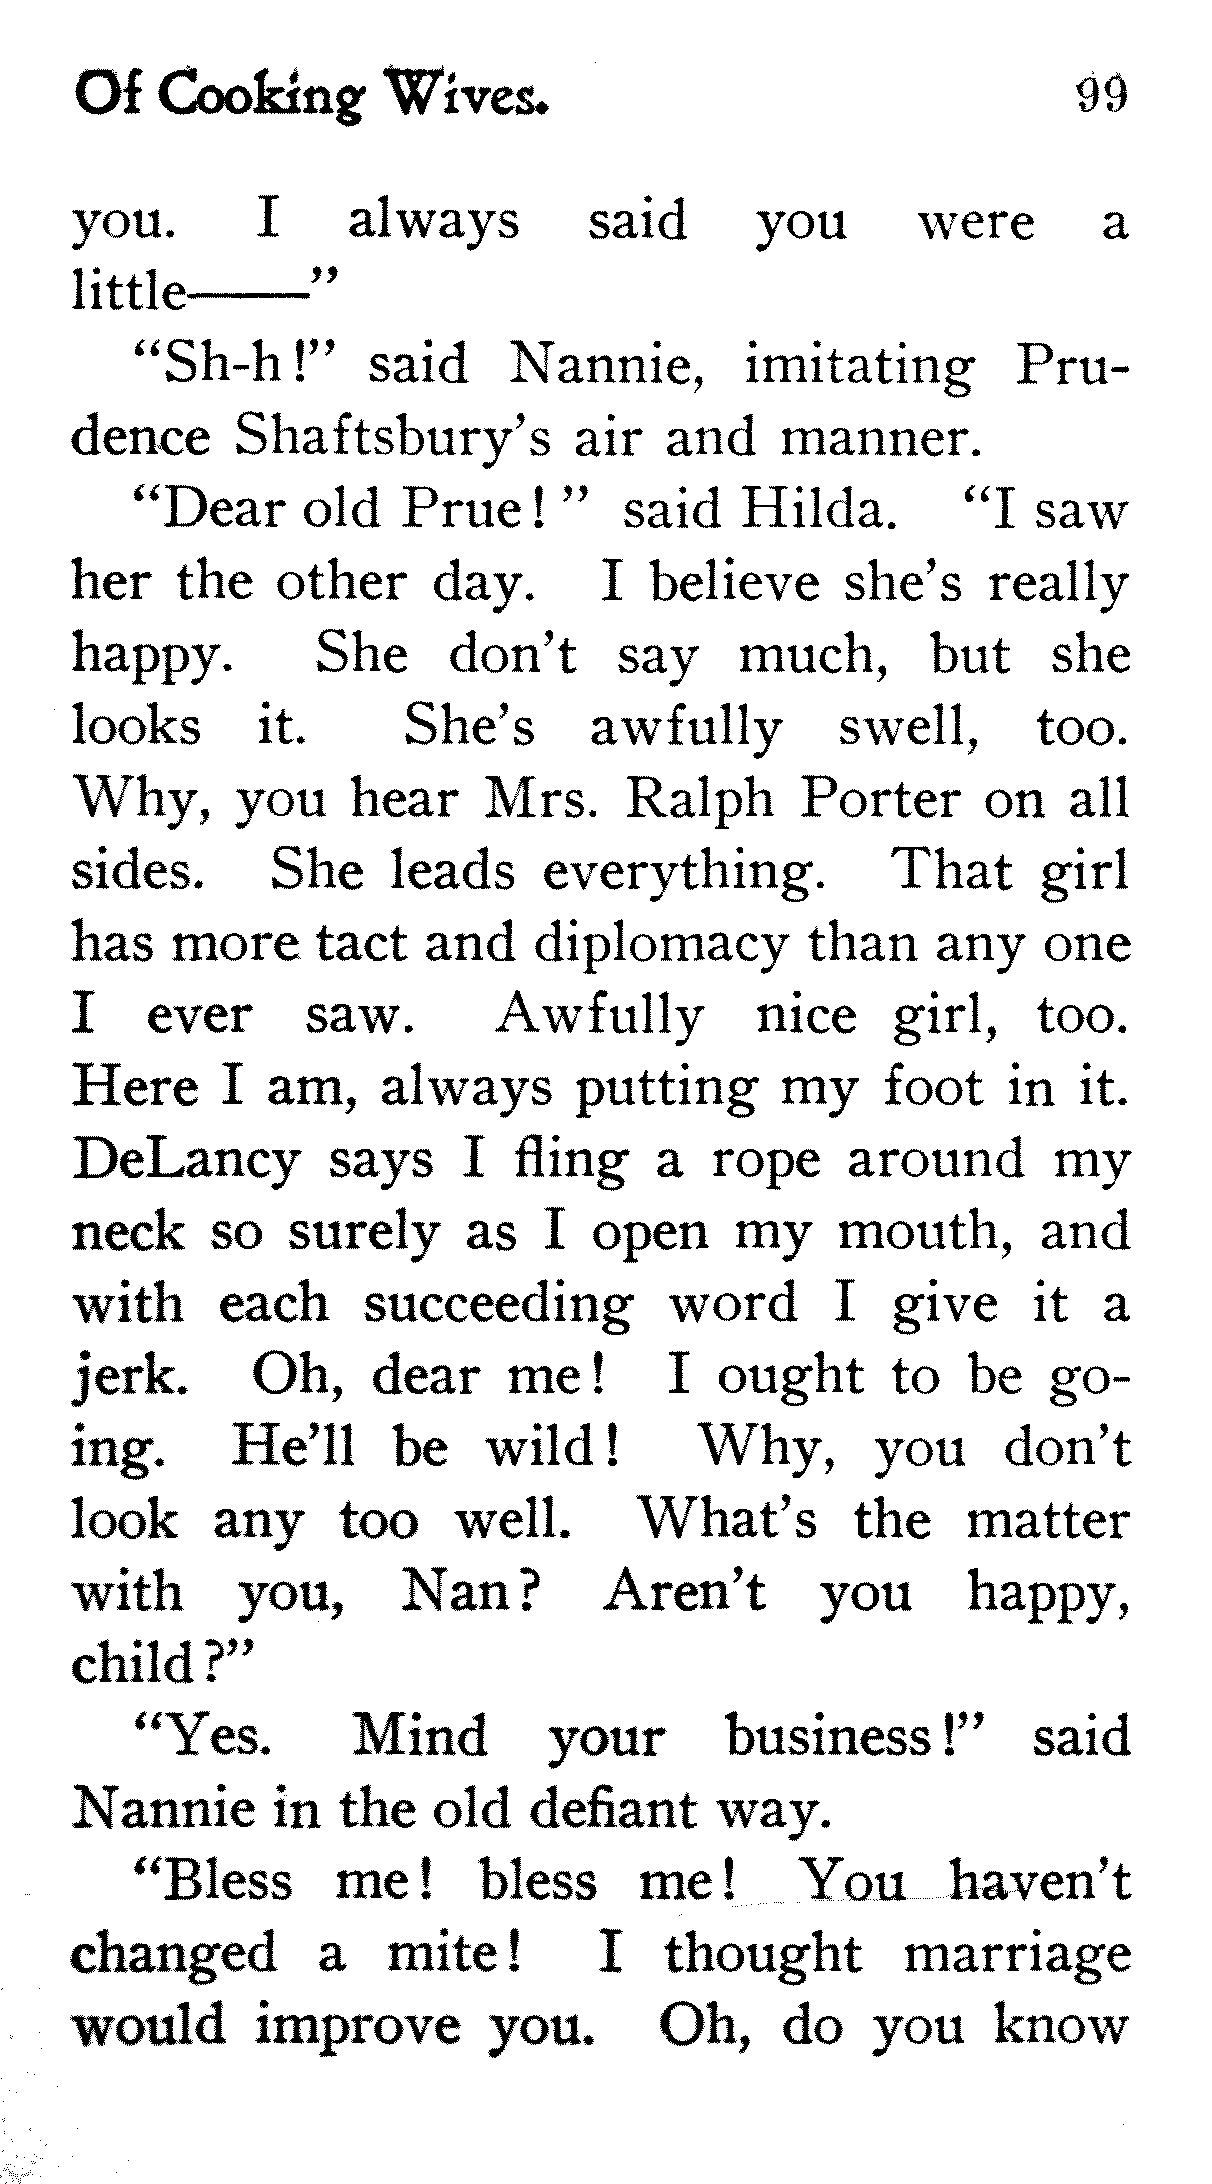 Of Cooking Wives. 99
you. I always said you were a
little——”
“Sh-h!” said Nannie, imitating Pru-
dence Shaftsbury’s air and manner.
“Dear old Prue!” said Hilda. “I saw
her the other day. I believe she’s really
happy. She don’t say much, but she
looks it. She’s awfully swell, too.
Why, you hear Mrs. Ralph Porter on all
sides. She leads everything. That girl
has more tact and diplomacy than any one
I ever saw. Awfully nice girl, too.
Here I am, always putting my foot in it.
DeLancy says I fling a rope around my
neck so surely as I open my mouth, and
with each succeeding word I give it a
jerk. Oh, dear me! I ought to be go-
ing. He’ll be wild! Why, you don’t
look any too well. What’s the matter
with you, Nan? Aren’t you happy,
child?”
“Yes. Mind your business!” said
Nannie in the old defiant way.
“Bless me! bless me! You haven’t
changed a mite! I thought marriage
would improve you. Oh, do you know